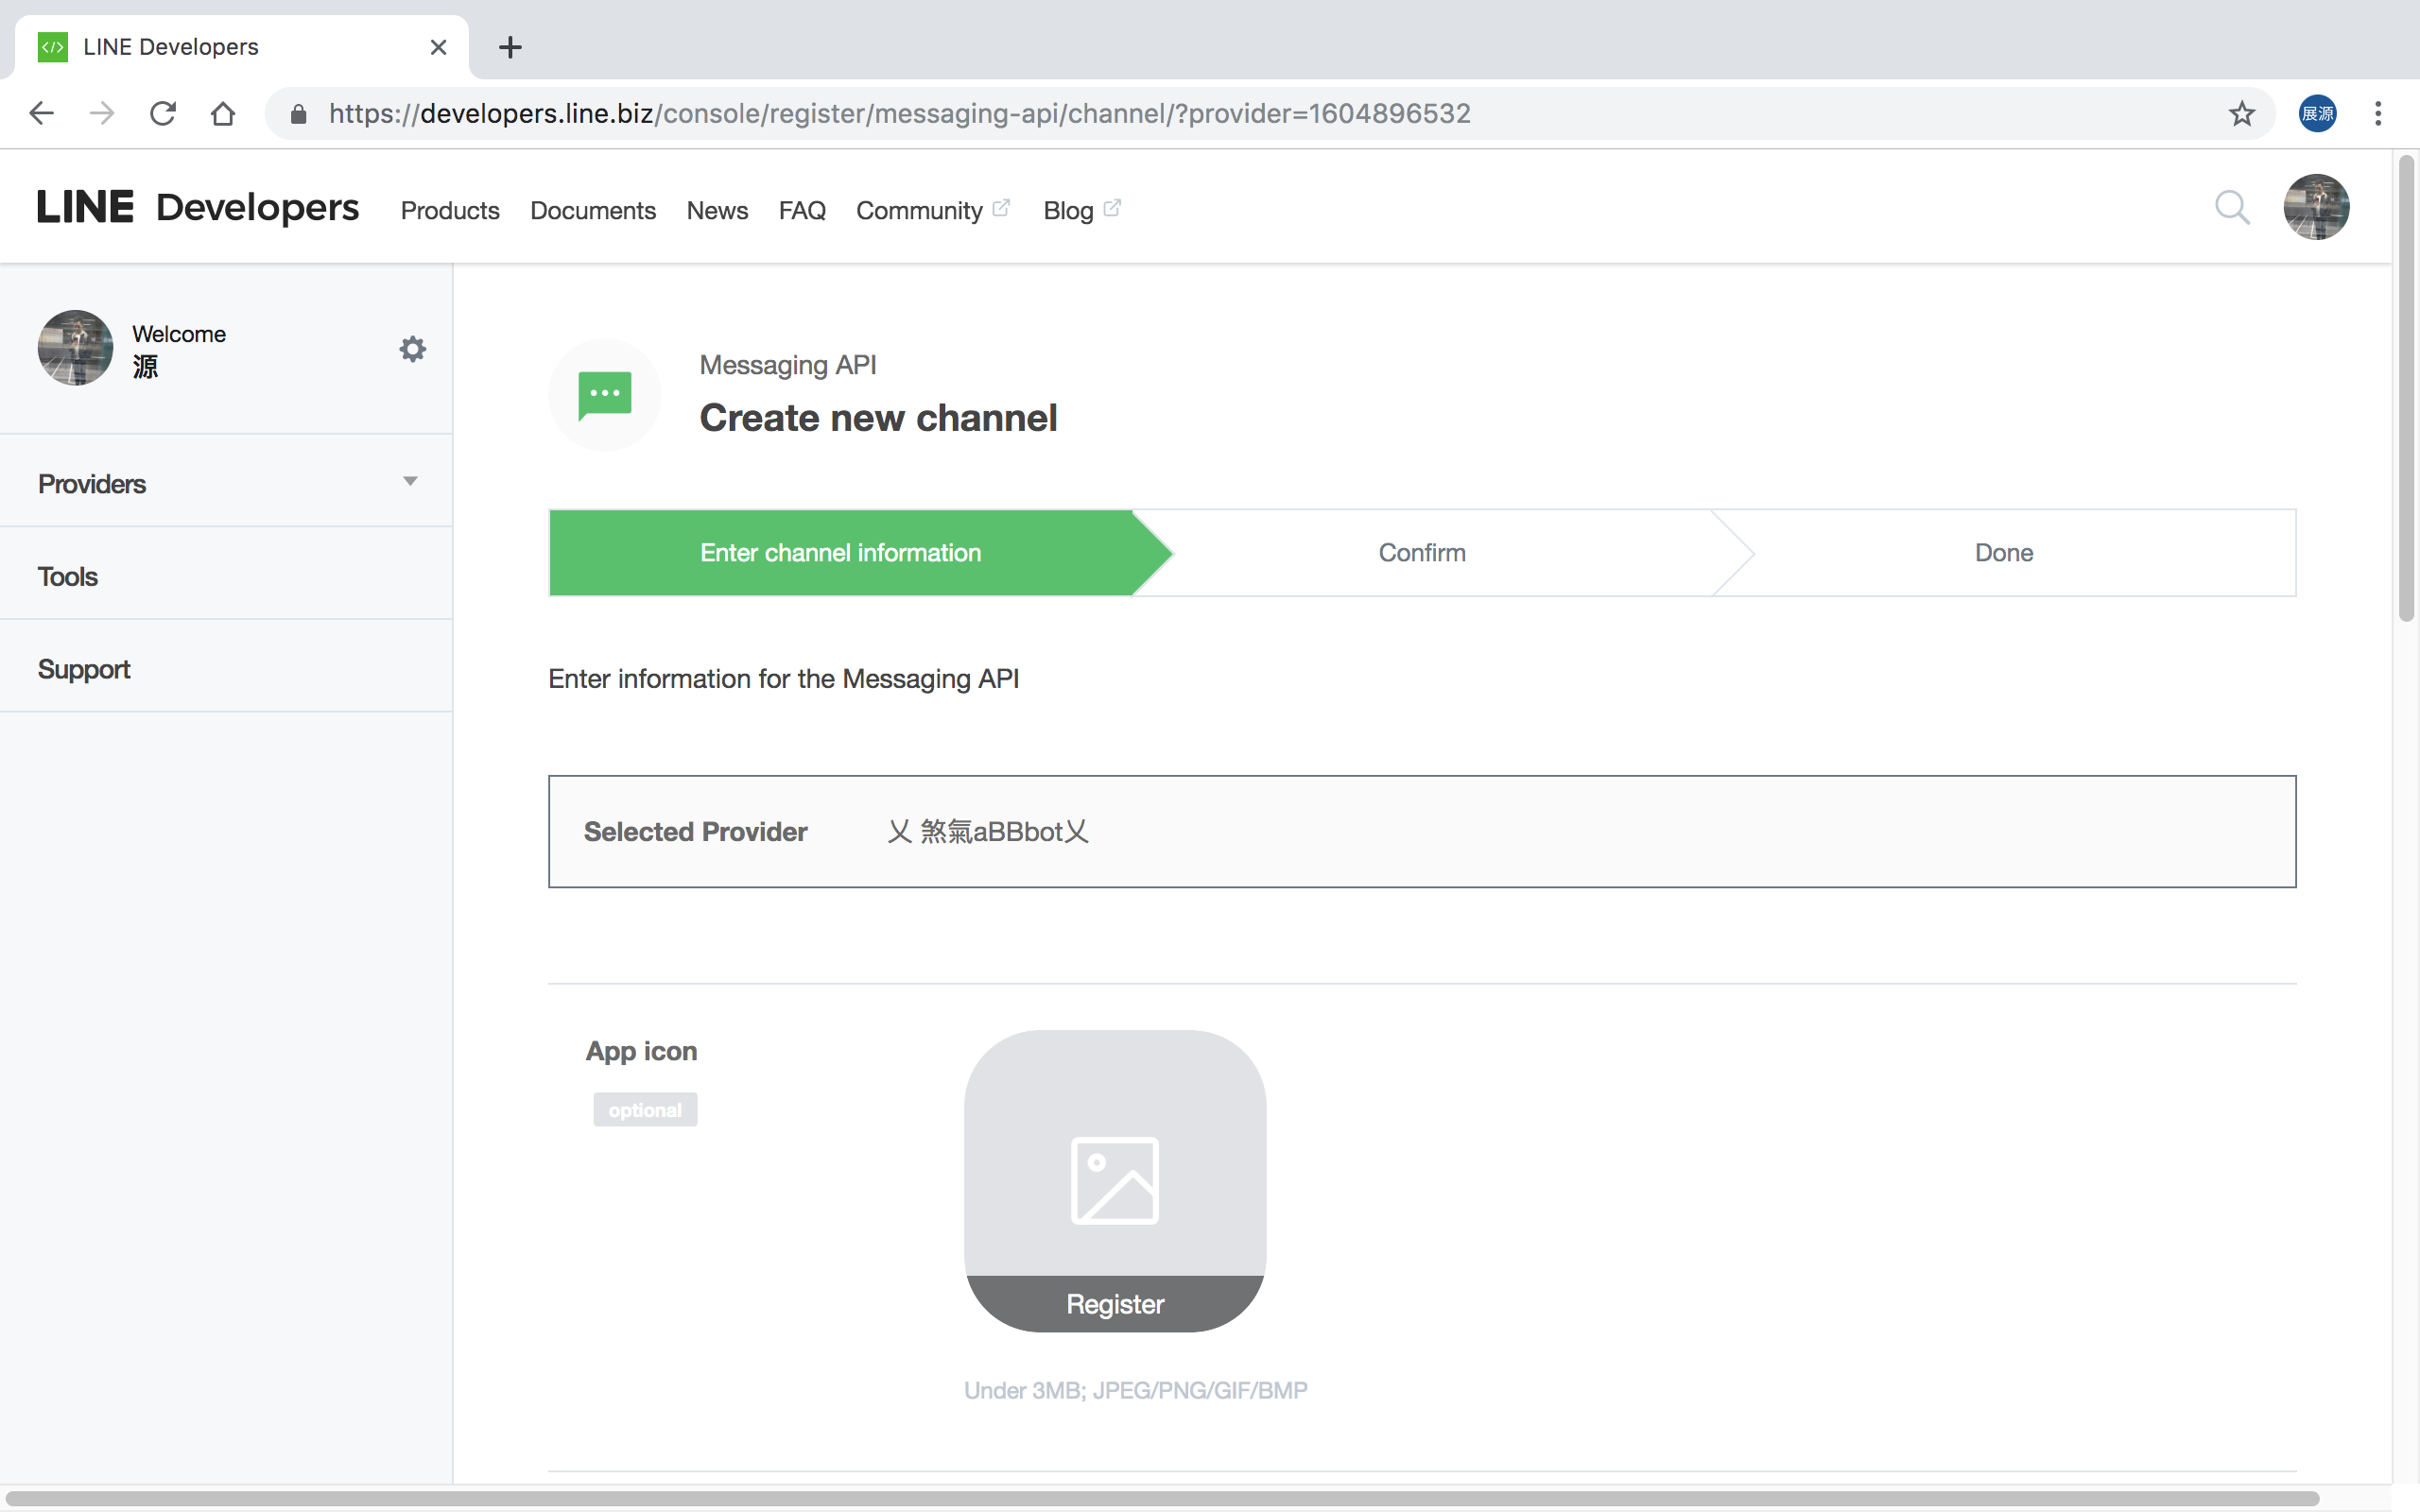 LINE Developers
https://developers.line.biz/console/register/messaging-api/channel/?provider=1604896532
展源
LINE Developers Products Documents News FAQ Community Blog
Welcome
源
Providers
Tools
Support
Messaging API
Create new channel
Enter channel information Confirm Done
Enter information for the Messaging API
Selected Provider 乂 煞氣aBBbot乂
App icon
optional
Register
Under 3MB; JPEG/PNG/GIF/BMP